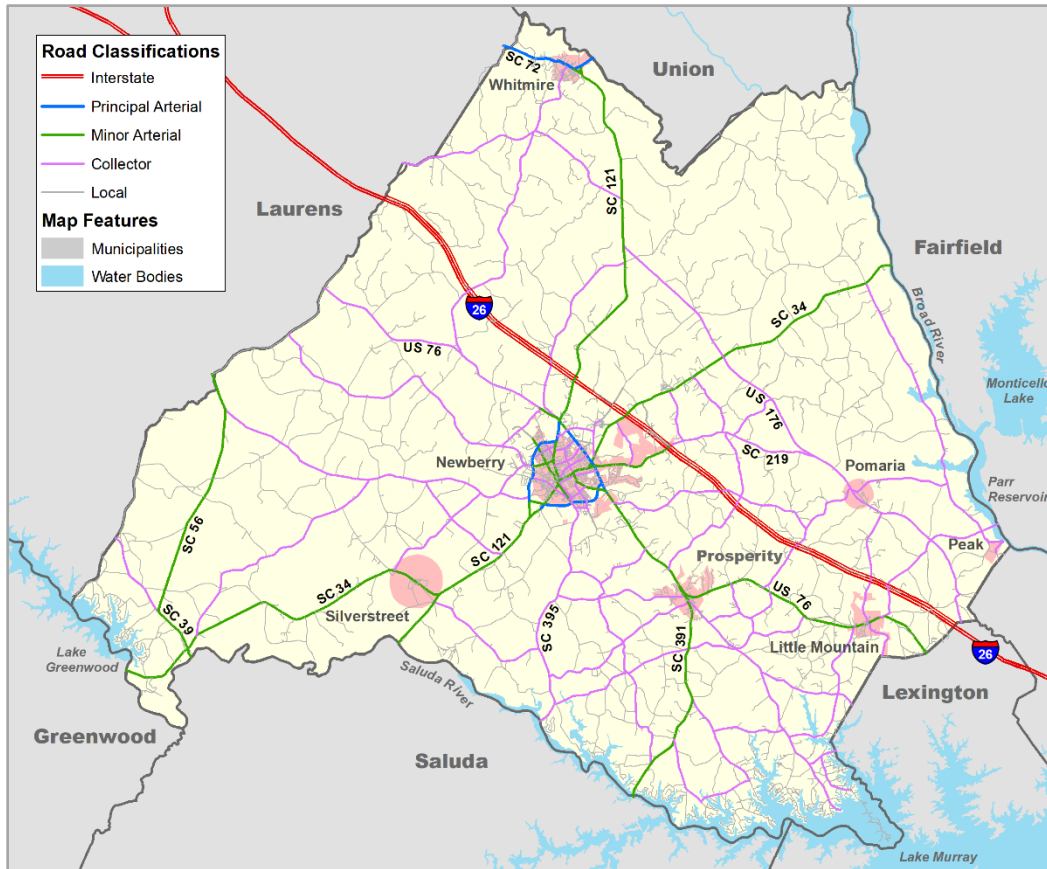 Road Classifications
Interstate
Principal Arterial
Minor Arterial
Collector
Local
Map Features
Municipalities
Water Bodies
SC 72
Whitmire
Union
SC 121
Laurens
Fairfield
26
SC 34
Broad River
US 76
Monticello
Lake
US 176
Newberry
SC 219
Pomaria
Parr
Reservoir
SC 56
SC 121
Prosperity
Peak
SC 34
US 76
Silverstreet
SC 39
SC 395
SC 391
Little Mountain
Lake
Greenwood
Saluda River
26
Lexington
Greenwood
Saluda
Lake Murray